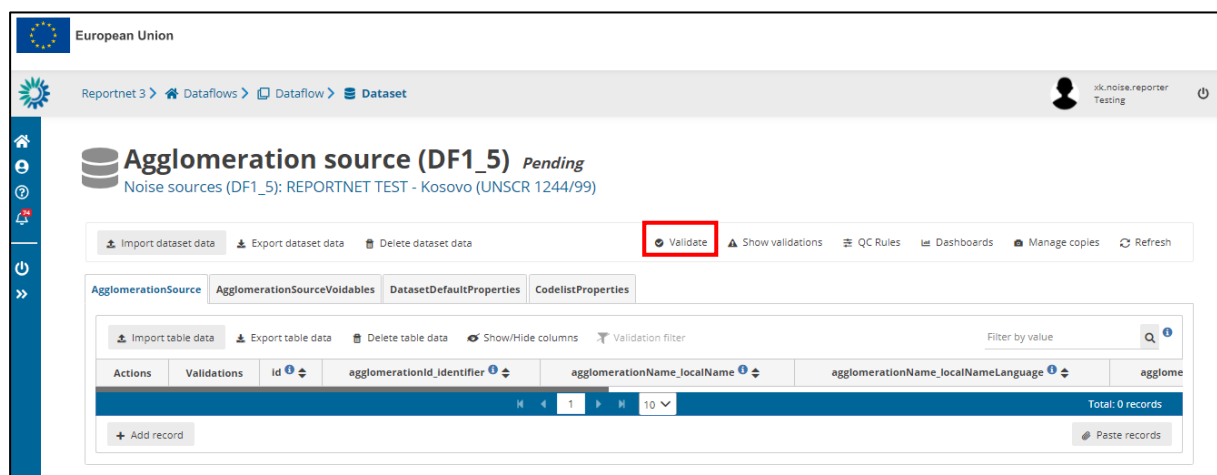 European Union
Reportnet 3 > Dataflows > Dataflow > Dataset
xk.noise.reporter
Testing
Agglomeration source (DF1_5) Pending
Noise sources (DF1_5): REPORTNET TEST - Kosovo (UNSCR 1244/99)
Import dataset data Export dataset data Delete dataset data Validate Show validations QC Rules Dashboards Manage copies Refresh
AgglomerationSource AgglomerationSourceVoidables DatasetDefaultProperties CodelistProperties
Import table data Export table data Delete table data Show/Hide columns Validation filter Filter by value
Actions Validations id agglomerationId_identifier agglomerationName_localName agglomerationName_localNameLanguage agglome
1 10 Total: 0 records
+ Add record Paste records